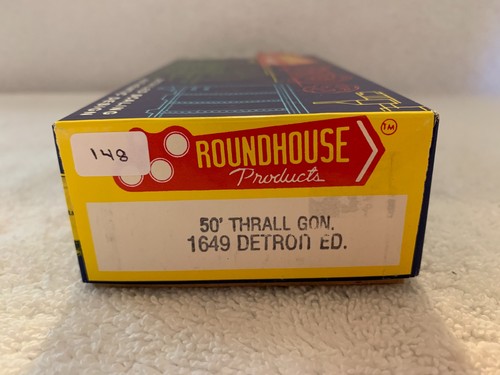 148
ROUNDHOUSE
Products
TM
50' THRALL GON.
1649 DETROIT ED.